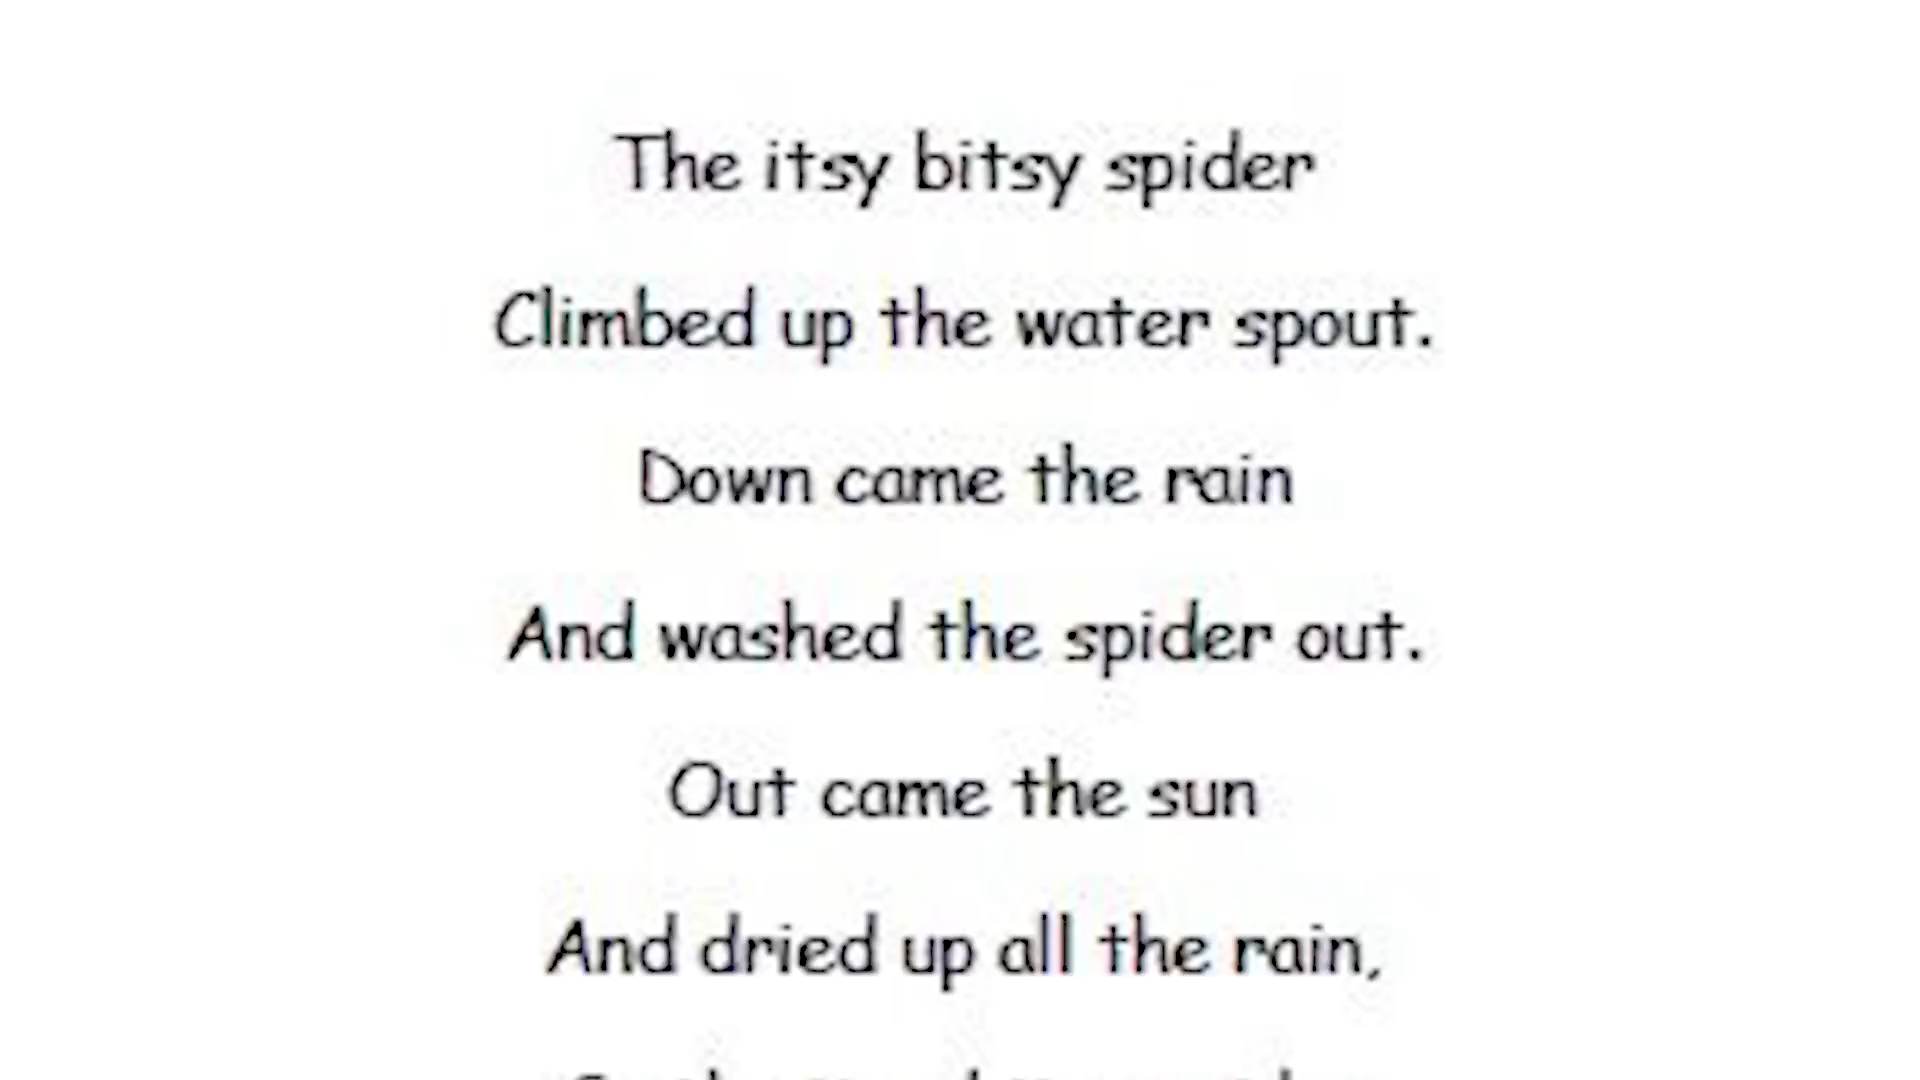 The itsy bitsy spider
Climbed up the water spout.
Down came the rain
And washed the spider out.
Out came the sun
And dried up all the rain,